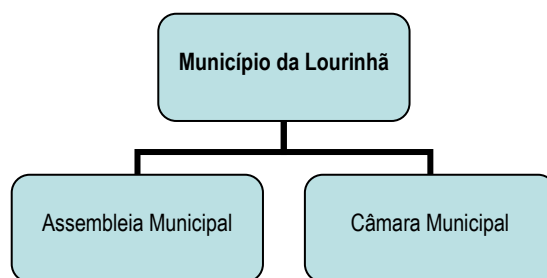 Município da Lourinhã
Assembleia Municipal
Câmara Municipal